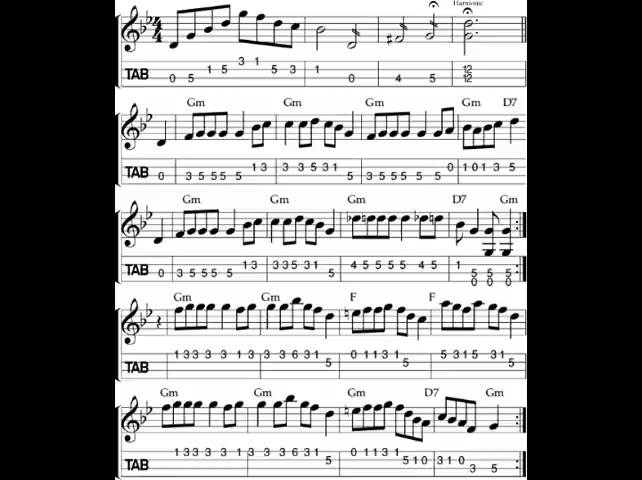 Harmonic
4 4
TAB 0 5 1 5 3 1 5 3 1 0 4 5 12 12
Gm Gm Gm Gm D7
TAB 0 3 5 5 5 5 1 3 3 3 5 3 1 5 3 5 5 5 5 5 0 1 0 1 3 5
Gm Gm Gm D7 Gm
TAB 0 3 5 5 5 5 1 3 3 3 5 3 1 5 4 5 5 5 5 4 5 1 5 5 5 0 0
Gm Gm F F
TAB 1 3 3 3 3 1 3 3 3 6 3 1 5 0 1 1 3 1 5 3 5 3 1 5 3 1 5
Gm Gm F D7 Gm
TAB 1 3 3 3 3 1 3 3 3 6 3 1 5 0 1 1 3 1 5 1 0 3 1 0 3 5